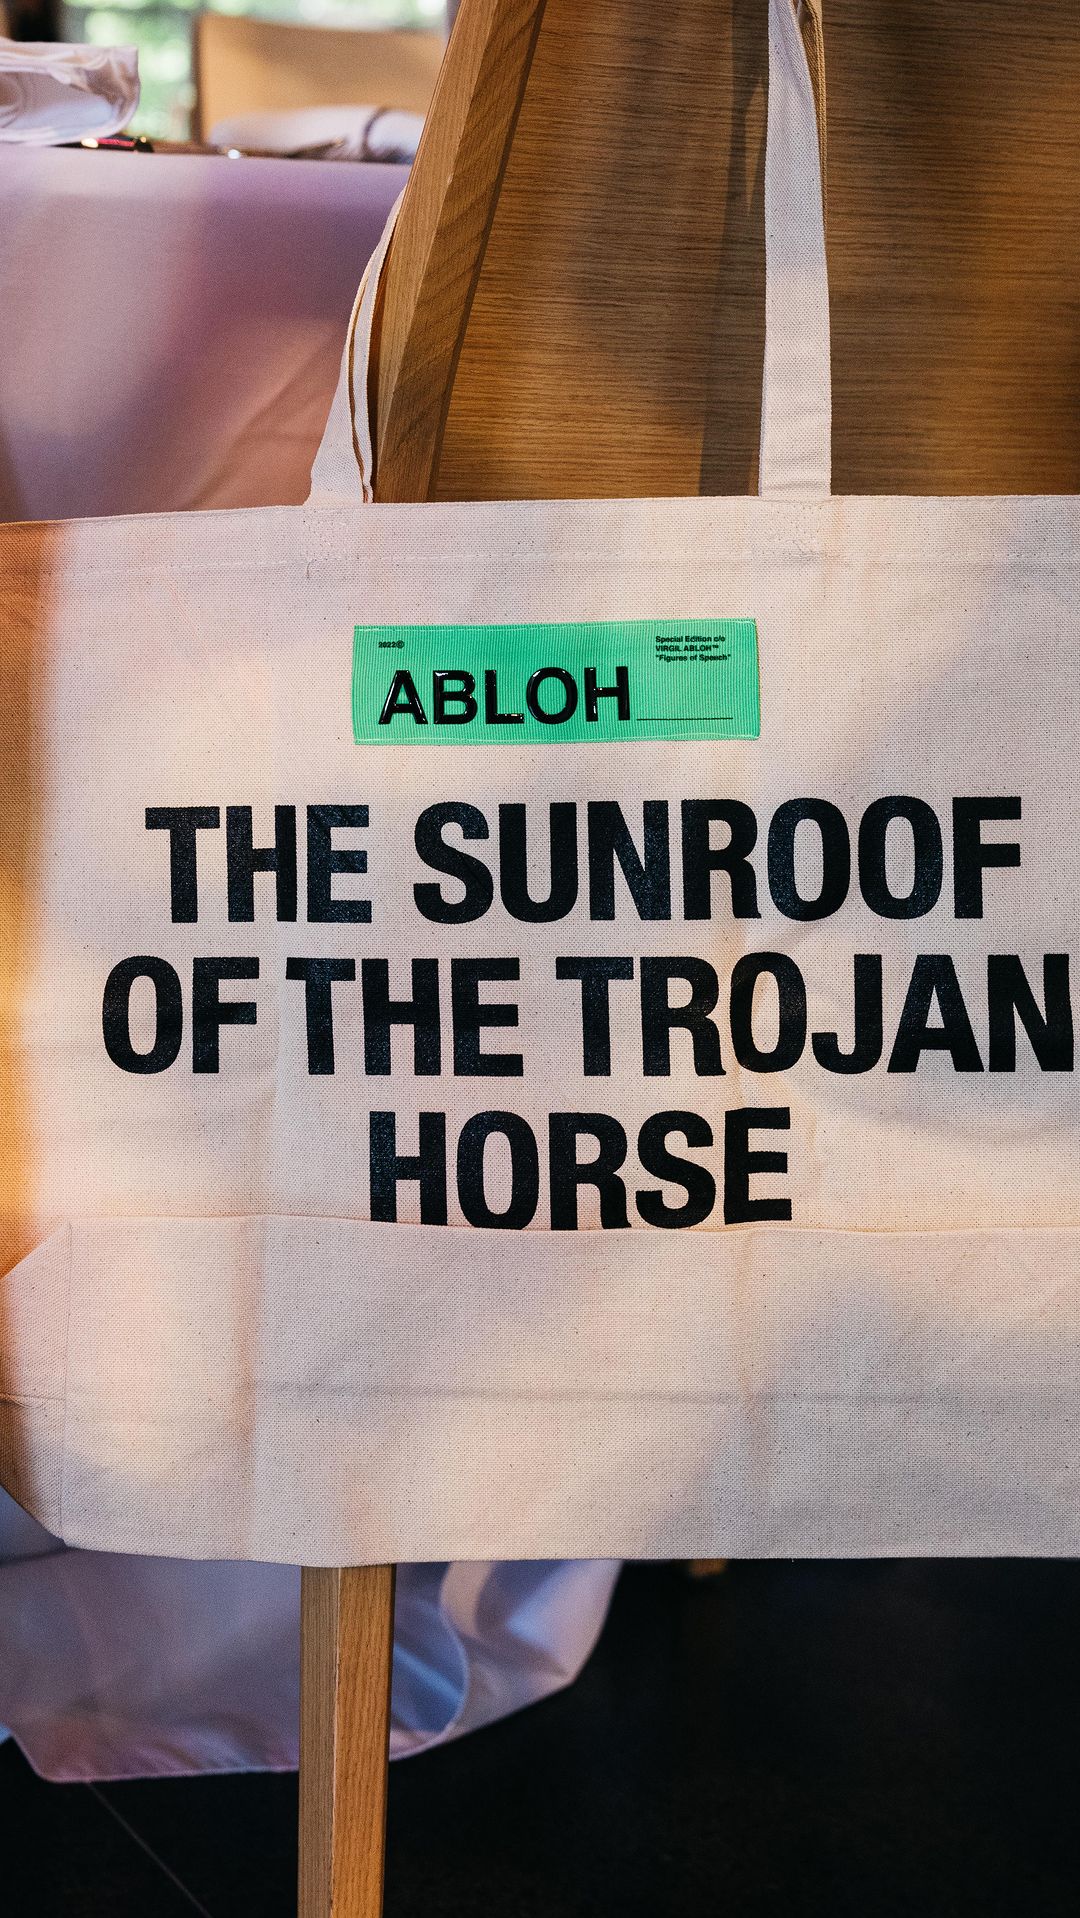 2022©
Special Edition c/o
VIRGIL ABLOH™
"Figures of Speech"
ABLOH
THE SUNROOF
OF THE TROJAN
HORSE